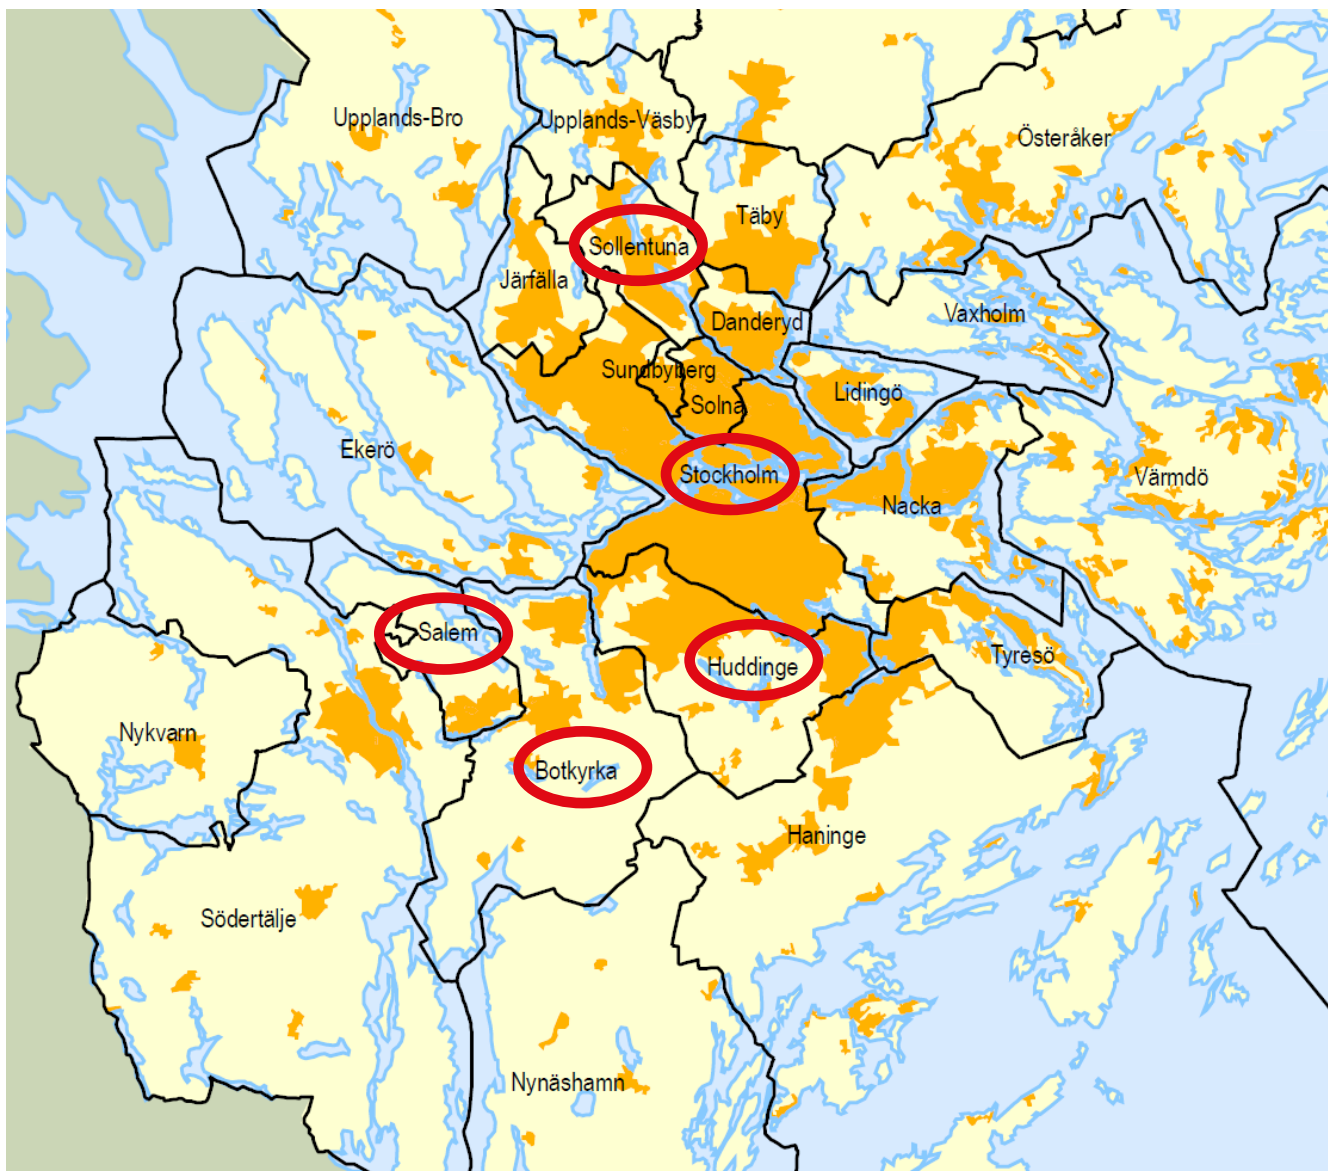 Upplands-Bro
Upplands-Väsby
Österåker
Täby
Sollentuna
Järfälla
Vaxholm
Danderyd
Sundbyberg
Lidingö
Solna
Ekerö
Stockholm
Värmdö
Nacka
Salem
Tyresö
Huddinge
Nykvarn
Botkyrka
Haninge
Södertälje
Nynäshamn